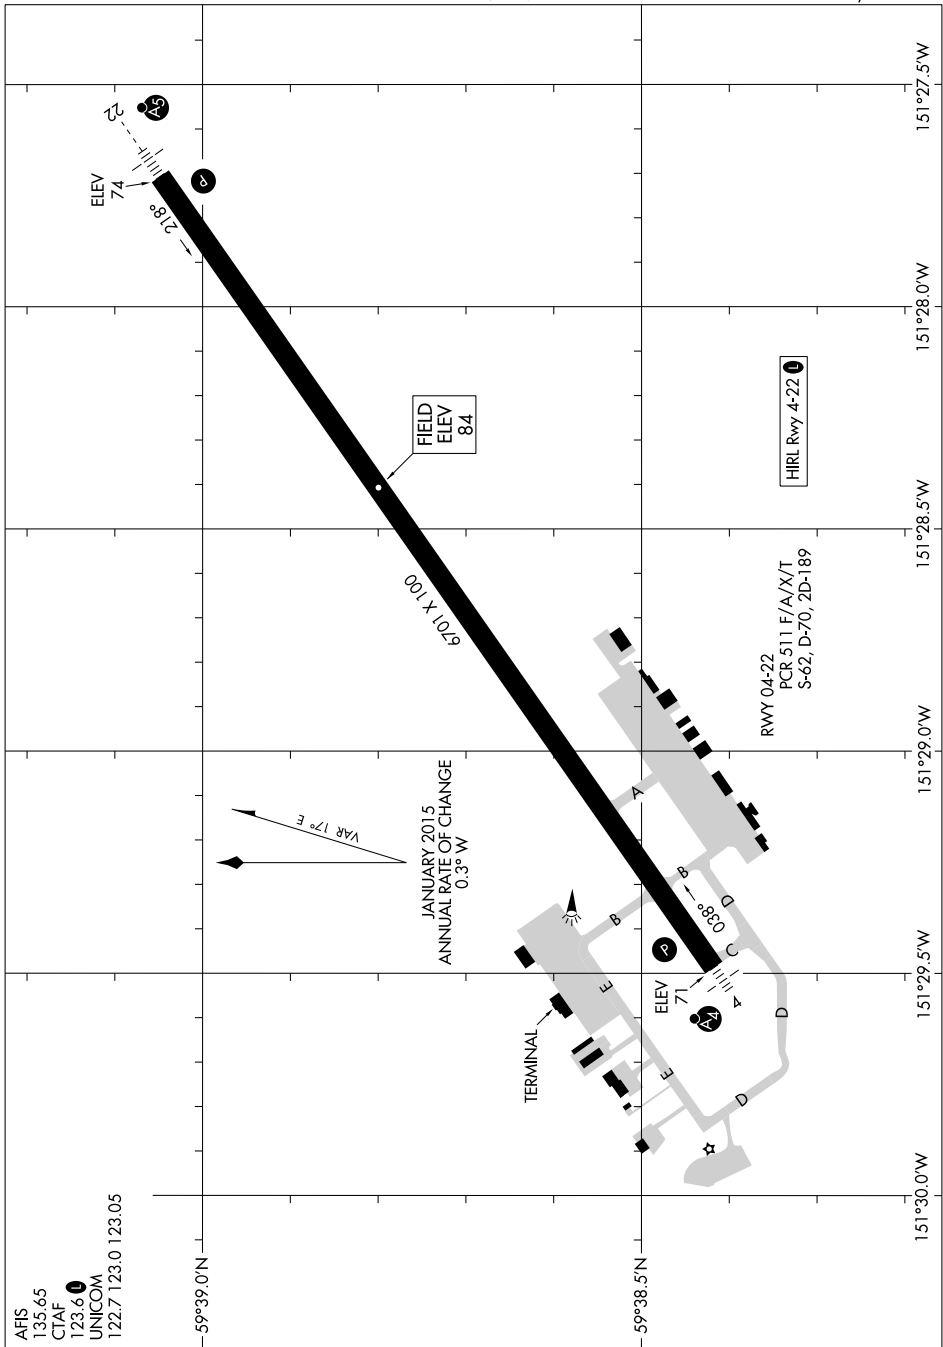 AFIS
135.65
CTAF
123.6 L
UNICOM
122.7 123.0 123.05
22
A5
P
ELEV
74
218°
FIELD
ELEV
84
6701 X 100
VAR 17° E
JANUARY 2015
ANNUAL RATE OF CHANGE
0.3° W
HIRL Rwy 4-22 L
RWY 04-22
PCR 511 F/A/X/T
S-62, D-70, 2D-189
A
B
B
D
038°
C
P
ELEV
71
4
A4
E
E
D
D
TERMINAL
59°39.0'N
59°38.5'N
151°27.5'W
151°28.0'W
151°28.5'W
151°29.0'W
151°29.5'W
151°30.0'W